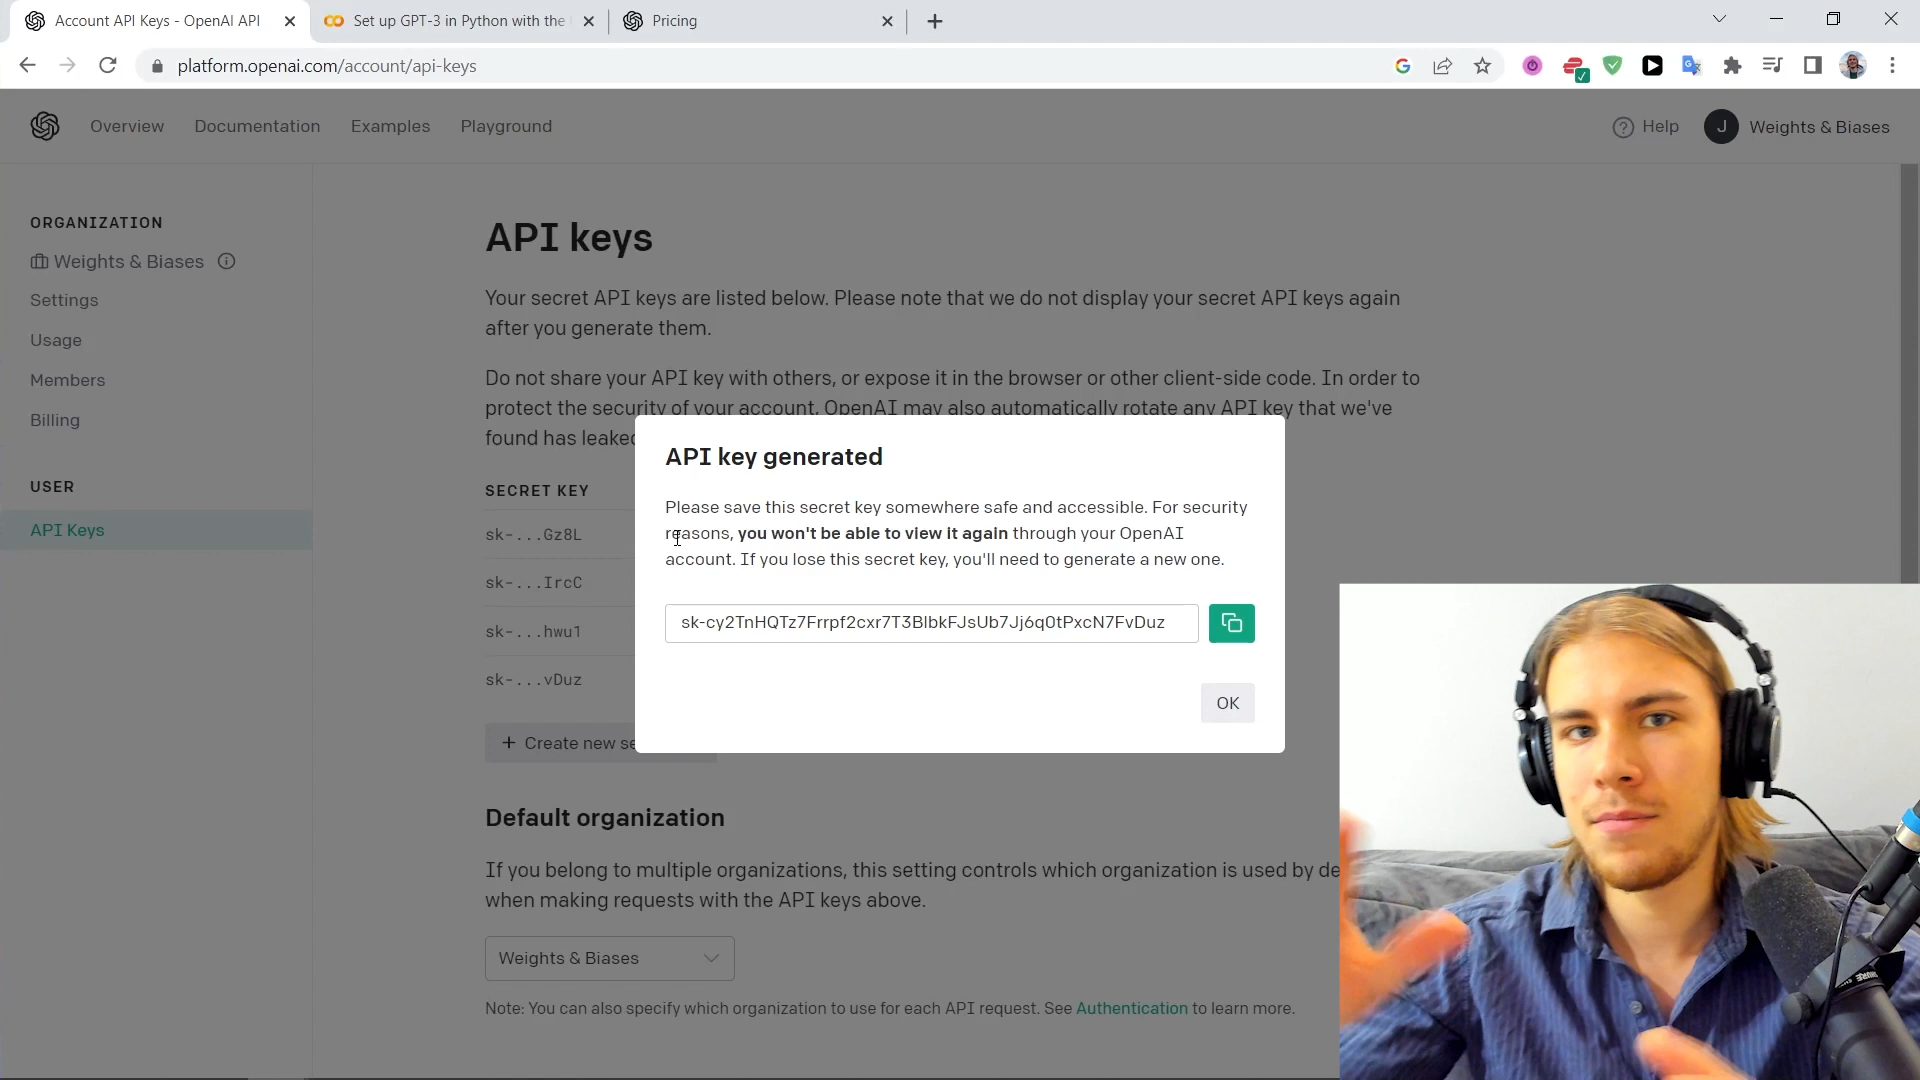 Account API Keys - OpenAI API
Set up GPT-3 in Python with the
Pricing
platform.openai.com/account/api-keys
Overview
Documentation
Examples
Playground
Help
J
Weights & Biases
ORGANIZATION
Weights & Biases
Settings
Usage
Members
Billing
USER
API Keys
API keys
Your secret API keys are listed below. Please note that we do not display your secret API keys again
after you generate them.
Do not share your API key with others, or expose it in the browser or other client-side code. In order to
protect the security of your account, OpenAI may also automatically rotate any API key that we've
found has leaked
SECRET KEY
sk-...Gz8L
sk-...IrcC
sk-...hwu1
sk-...vDuz
+ Create new se
API key generated
Please save this secret key somewhere safe and accessible. For security
reasons, you won't be able to view it again through your OpenAI
account. If you lose this secret key, you'll need to generate a new one.
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
OK
Default organization
If you belong to multiple organizations, this setting controls which organization is used by de
when making requests with the API keys above.
Weights & Biases
Note: You can also specify which organization to use for each API request. See Authentication to learn more.
SHURE